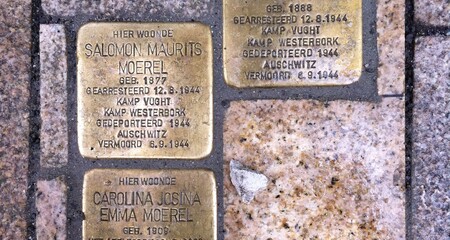 HIER WOONDE
SALOMON MAURITS
MOEREL
GEB. 1877
GEARRESTEERD 12.8.1944
KAMP VUGHT
KAMP WESTERBORK
GEDEPORTEERD 1944
AUSCHWITZ
VERMOORD 6.9.1944
GEB. 1888
GEARRESTEERD 12.8.1944
KAMP VUGHT
KAMP WESTERBORK
GEDEPORTEERD 1944
AUSCHWITZ
VERMOORD 6.9.1944
HIER WOONDE
CAROLINA JOSINA
EMMA MOEREL
GEB. 1909